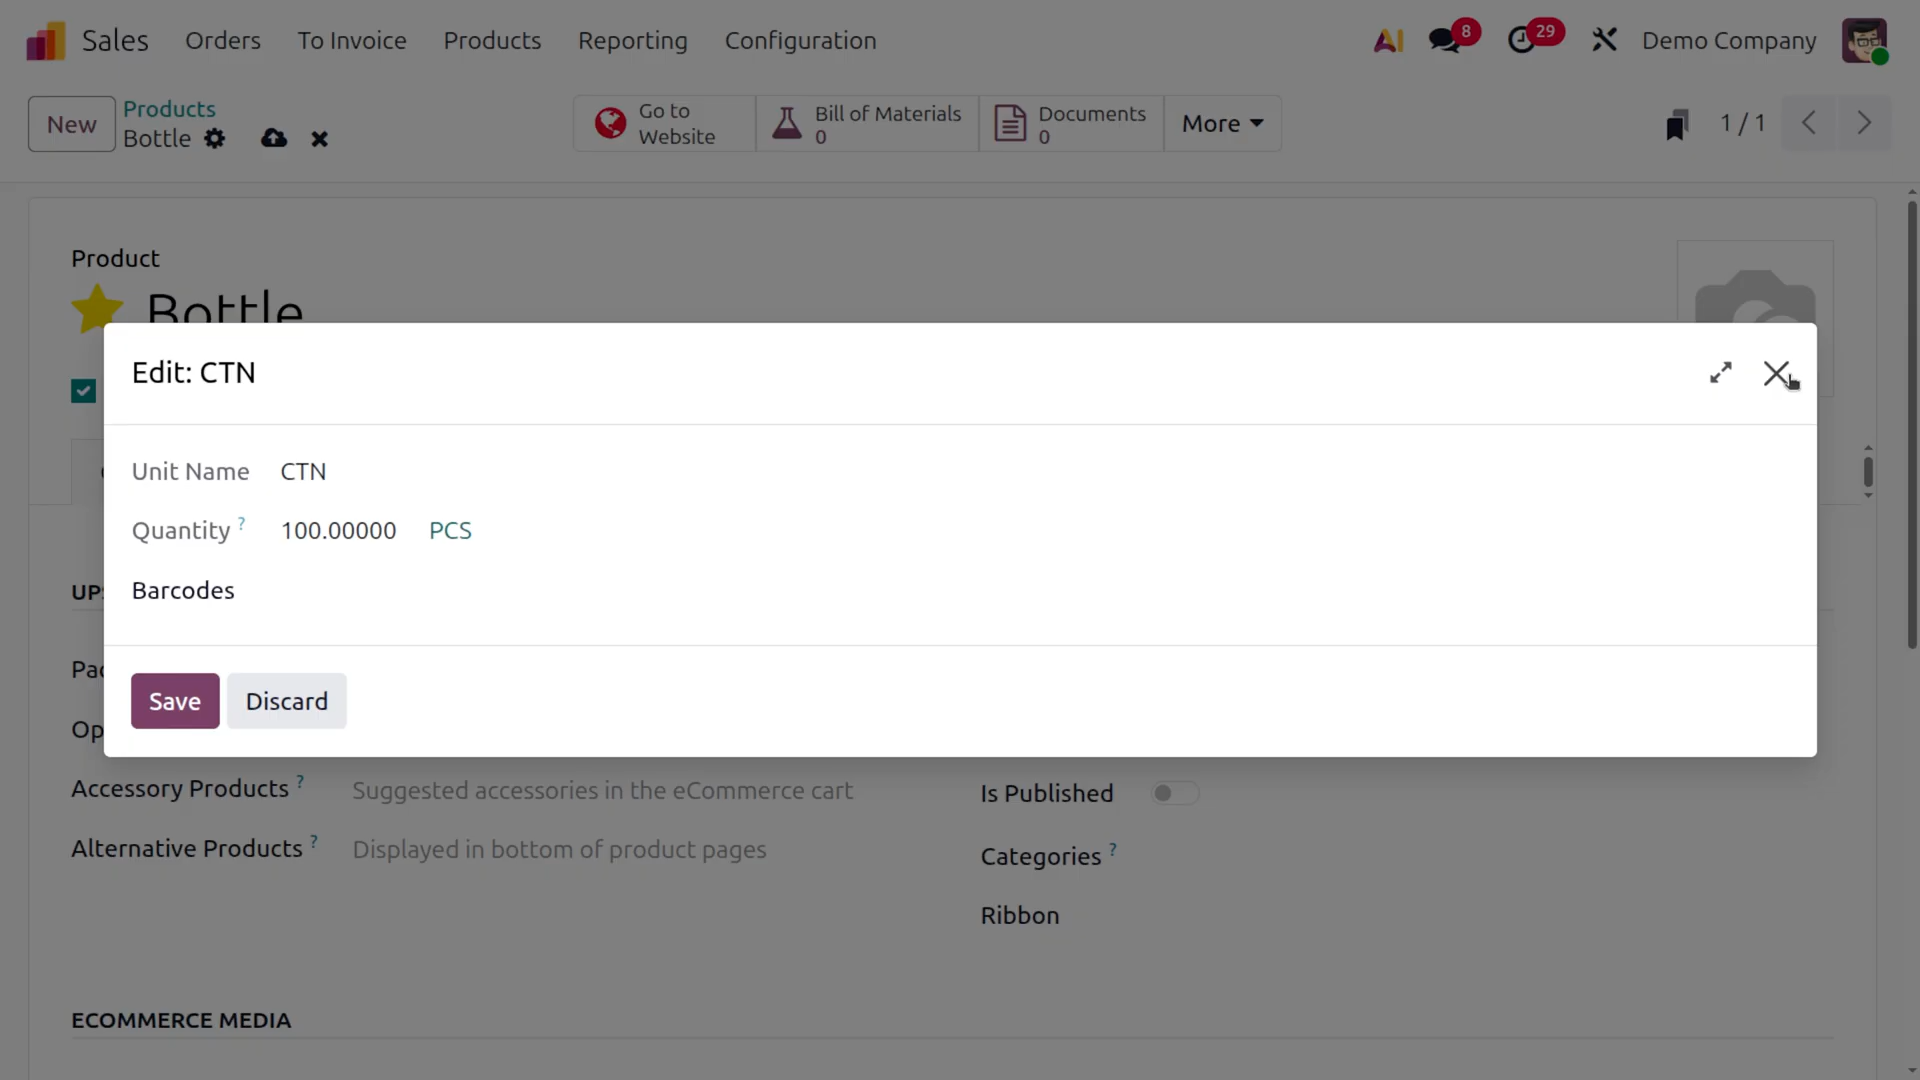 Sales
Orders
To Invoice
Products
Reporting
Configuration
AI
8
29
Demo Company
New
Products
Bottle
Go to
Website
Bill of Materials
0
Documents
0
More
1 / 1
Product
Bottle
Edit: CTN
Unit Name CTN
Quantity ? 100.00000 PCS
Barcodes
Save
Discard
Accessory Products ? Suggested accessories in the eCommerce cart
Is Published
Alternative Products ? Displayed in bottom of product pages
Categories ?
Ribbon
ECOMMERCE MEDIA